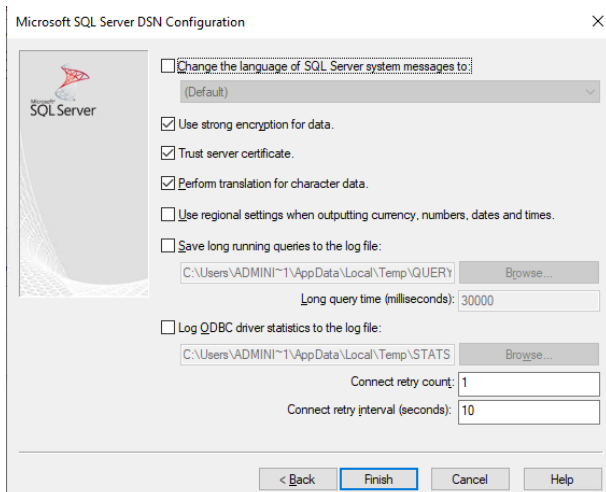 Microsoft SQL Server DSN Configuration
Microsoft
SQL Server
Change the language of SQL Server system messages to:
(Default)
Use strong encryption for data.
Trust server certificate.
Perform translation for character data.
Use regional settings when outputting currency, numbers, dates and times.
Save long running queries to the log file:
C:\Users\ADMINI~1\AppData\Local\Temp\QUERY Browse...
Long query time (milliseconds): 30000
Log ODBC driver statistics to the log file:
C:\Users\ADMINI~1\AppData\Local\Temp\STATS Browse...
Connect retry count: 1
Connect retry interval (seconds): 10
< Back Finish Cancel Help